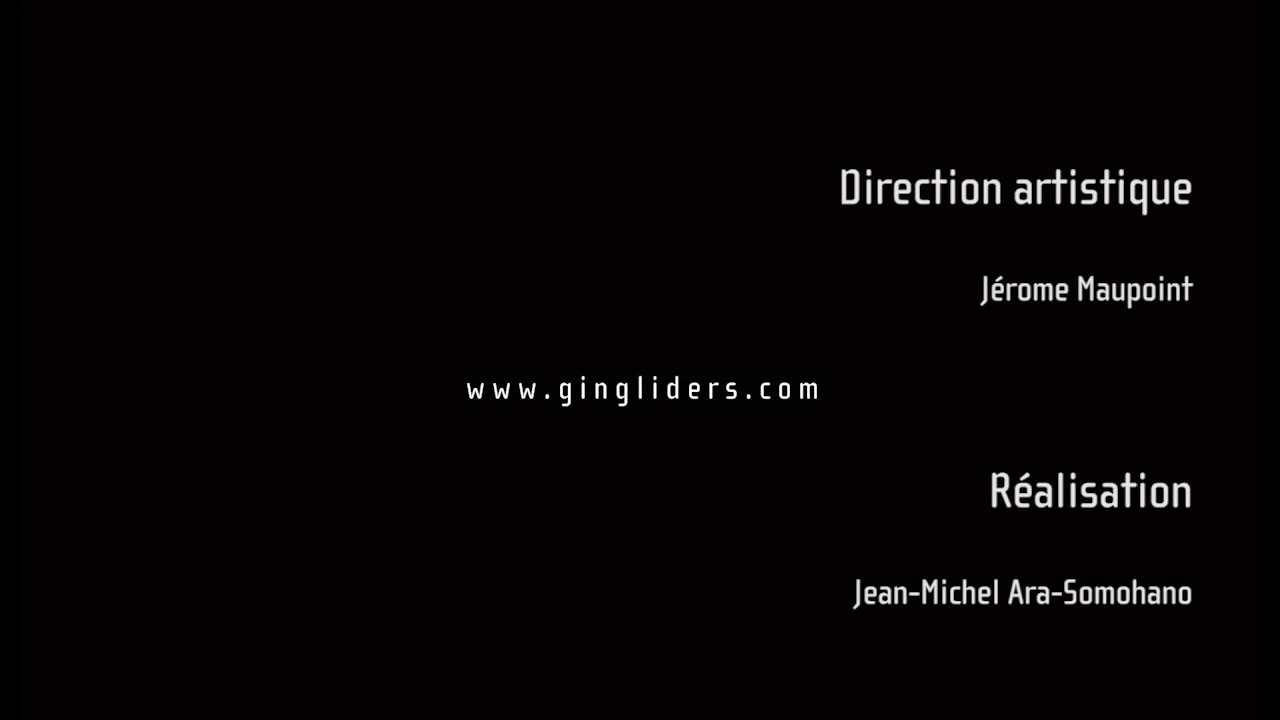 Direction artistique
Jérome Maupoint
www.gingliders.com
Réalisation
Jean-Michel Ara-Somohano